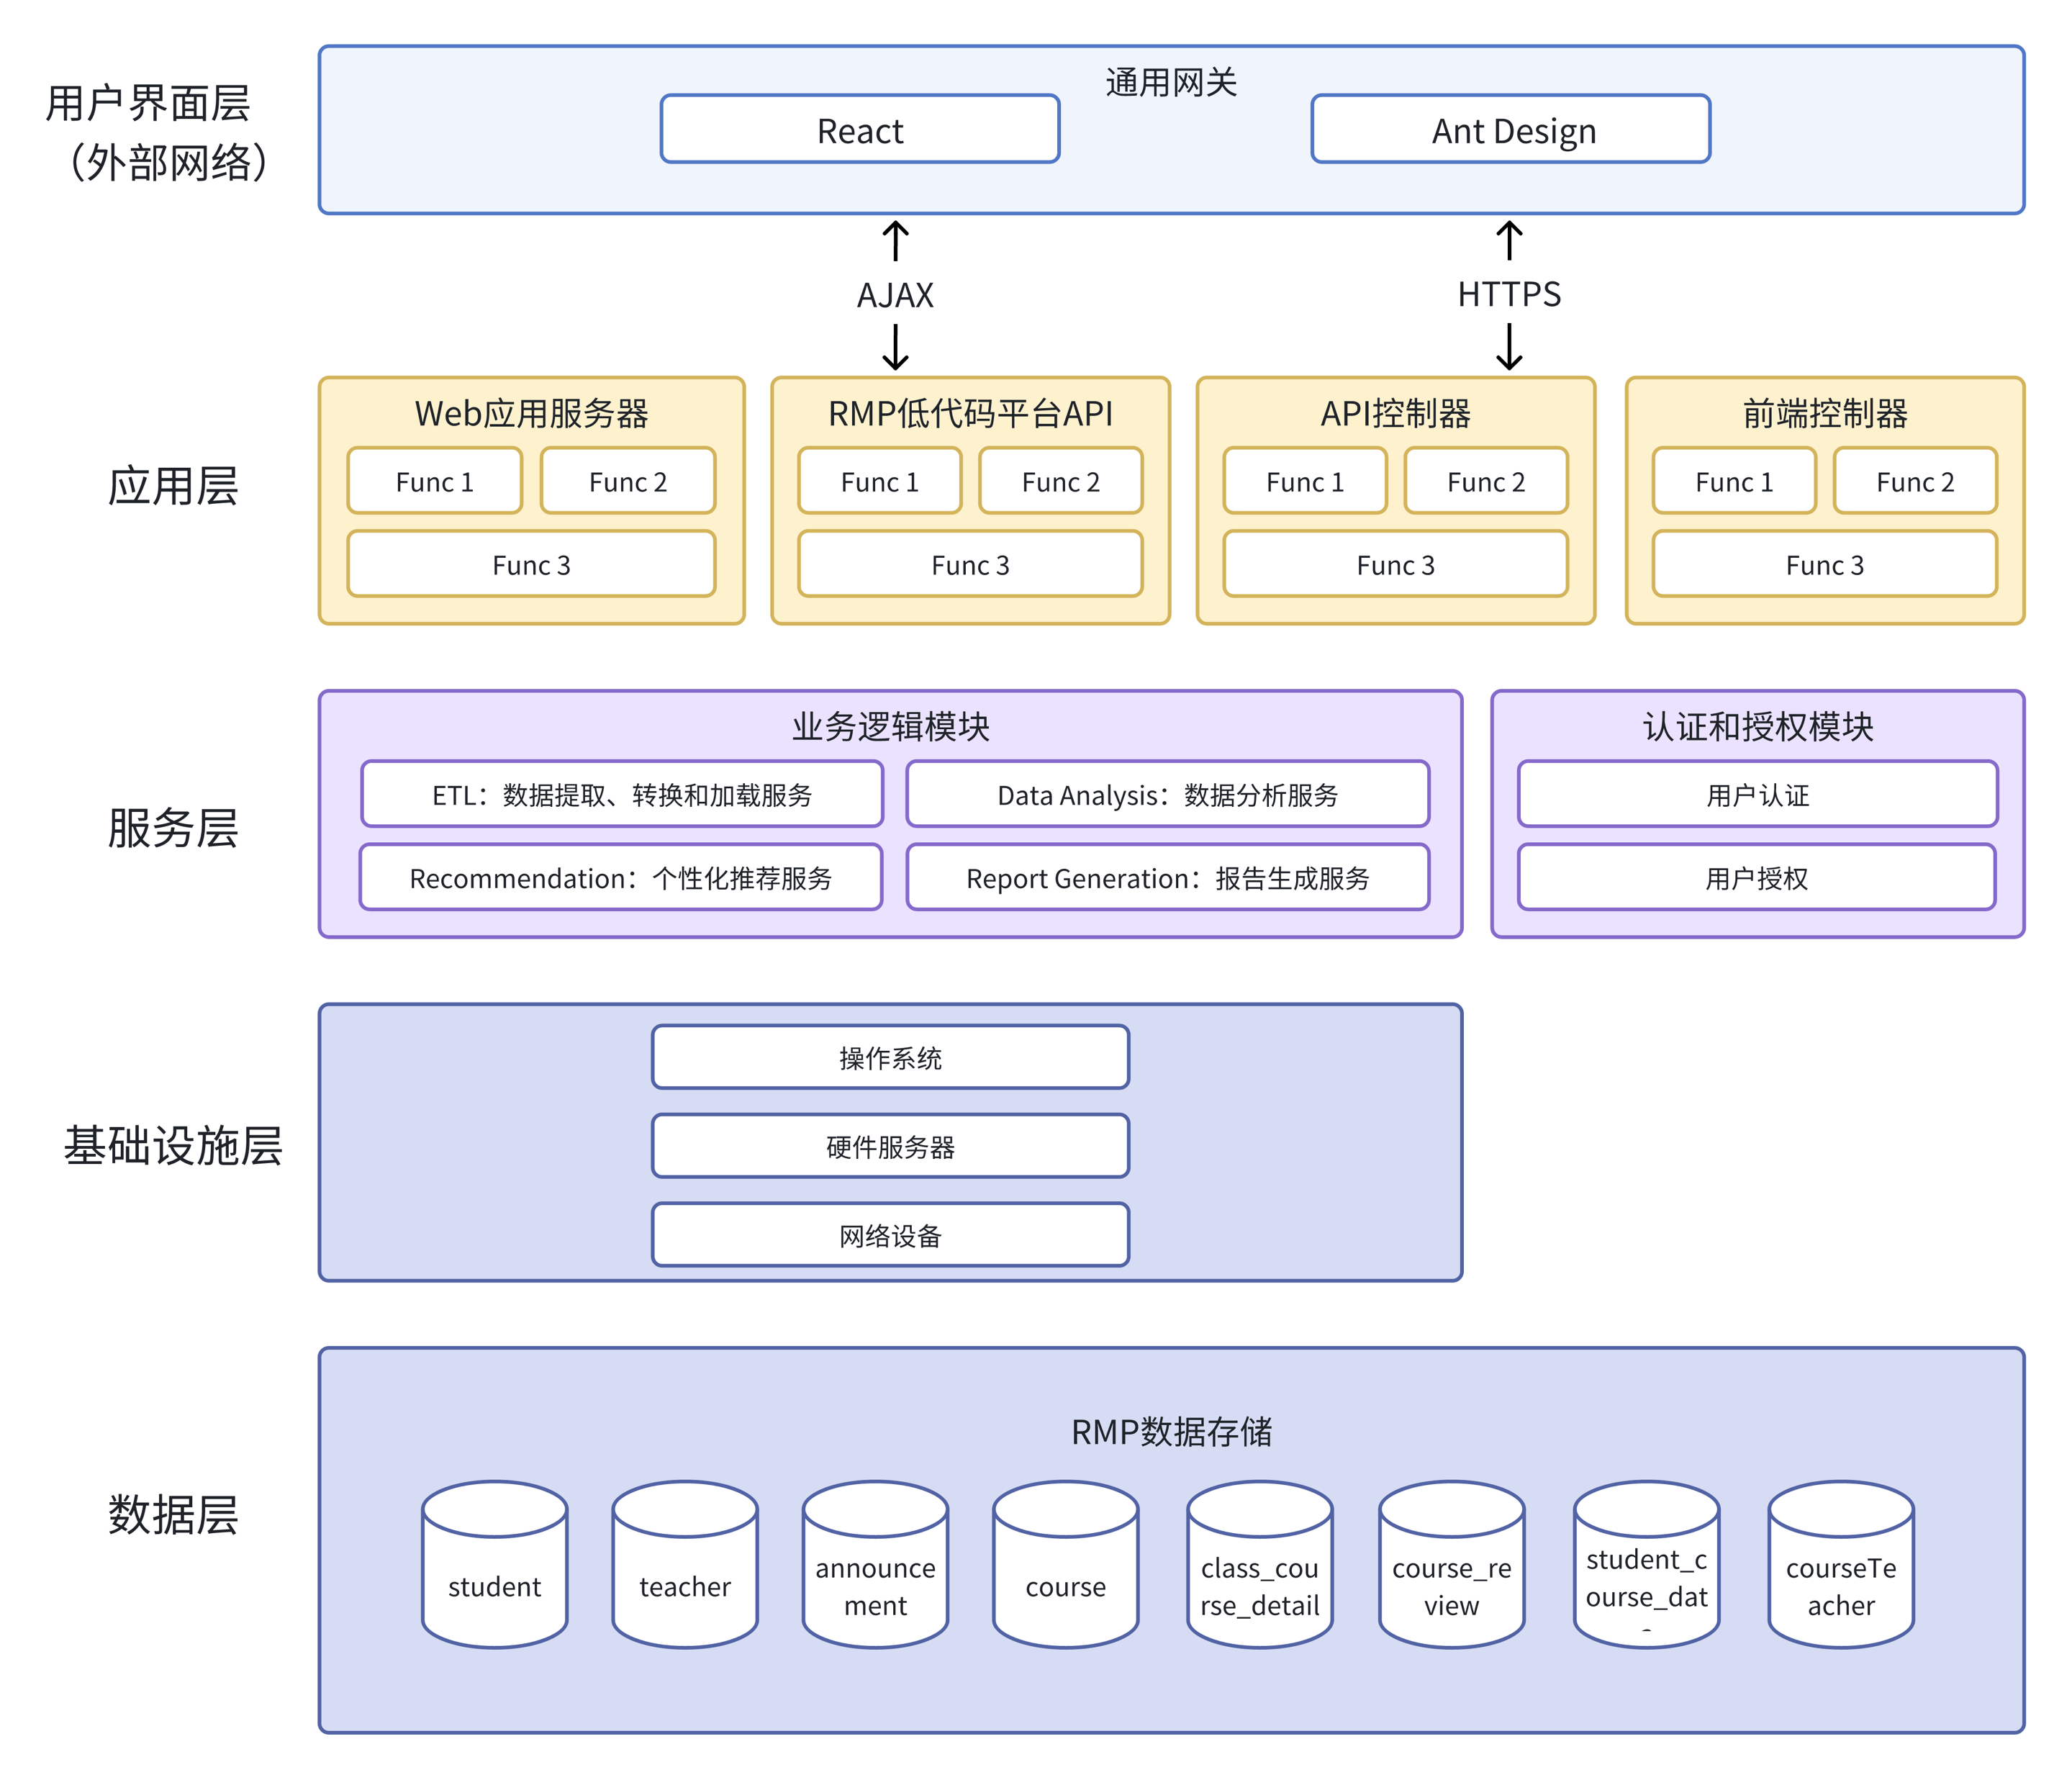 用户界面层
（外部网络）
通用网关
React
Ant Design
AJAX
HTTPS
应用层
Web应用服务器
Func 1
Func 2
Func 3
RMP低代码平台API
Func 1
Func 2
Func 3
API控制器
Func 1
Func 2
Func 3
前端控制器
Func 1
Func 2
Func 3
服务层
业务逻辑模块
ETL：数据提取、转换和加载服务
Data Analysis：数据分析服务
Recommendation：个性化推荐服务
Report Generation：报告生成服务
认证和授权模块
用户认证
用户授权
基础设施层
操作系统
硬件服务器
网络设备
数据层
RMP数据存储
student
teacher
announce
ment
course
class_cou
rse_detail
course_re
view
student_c
ourse_dat
courseTe
acher